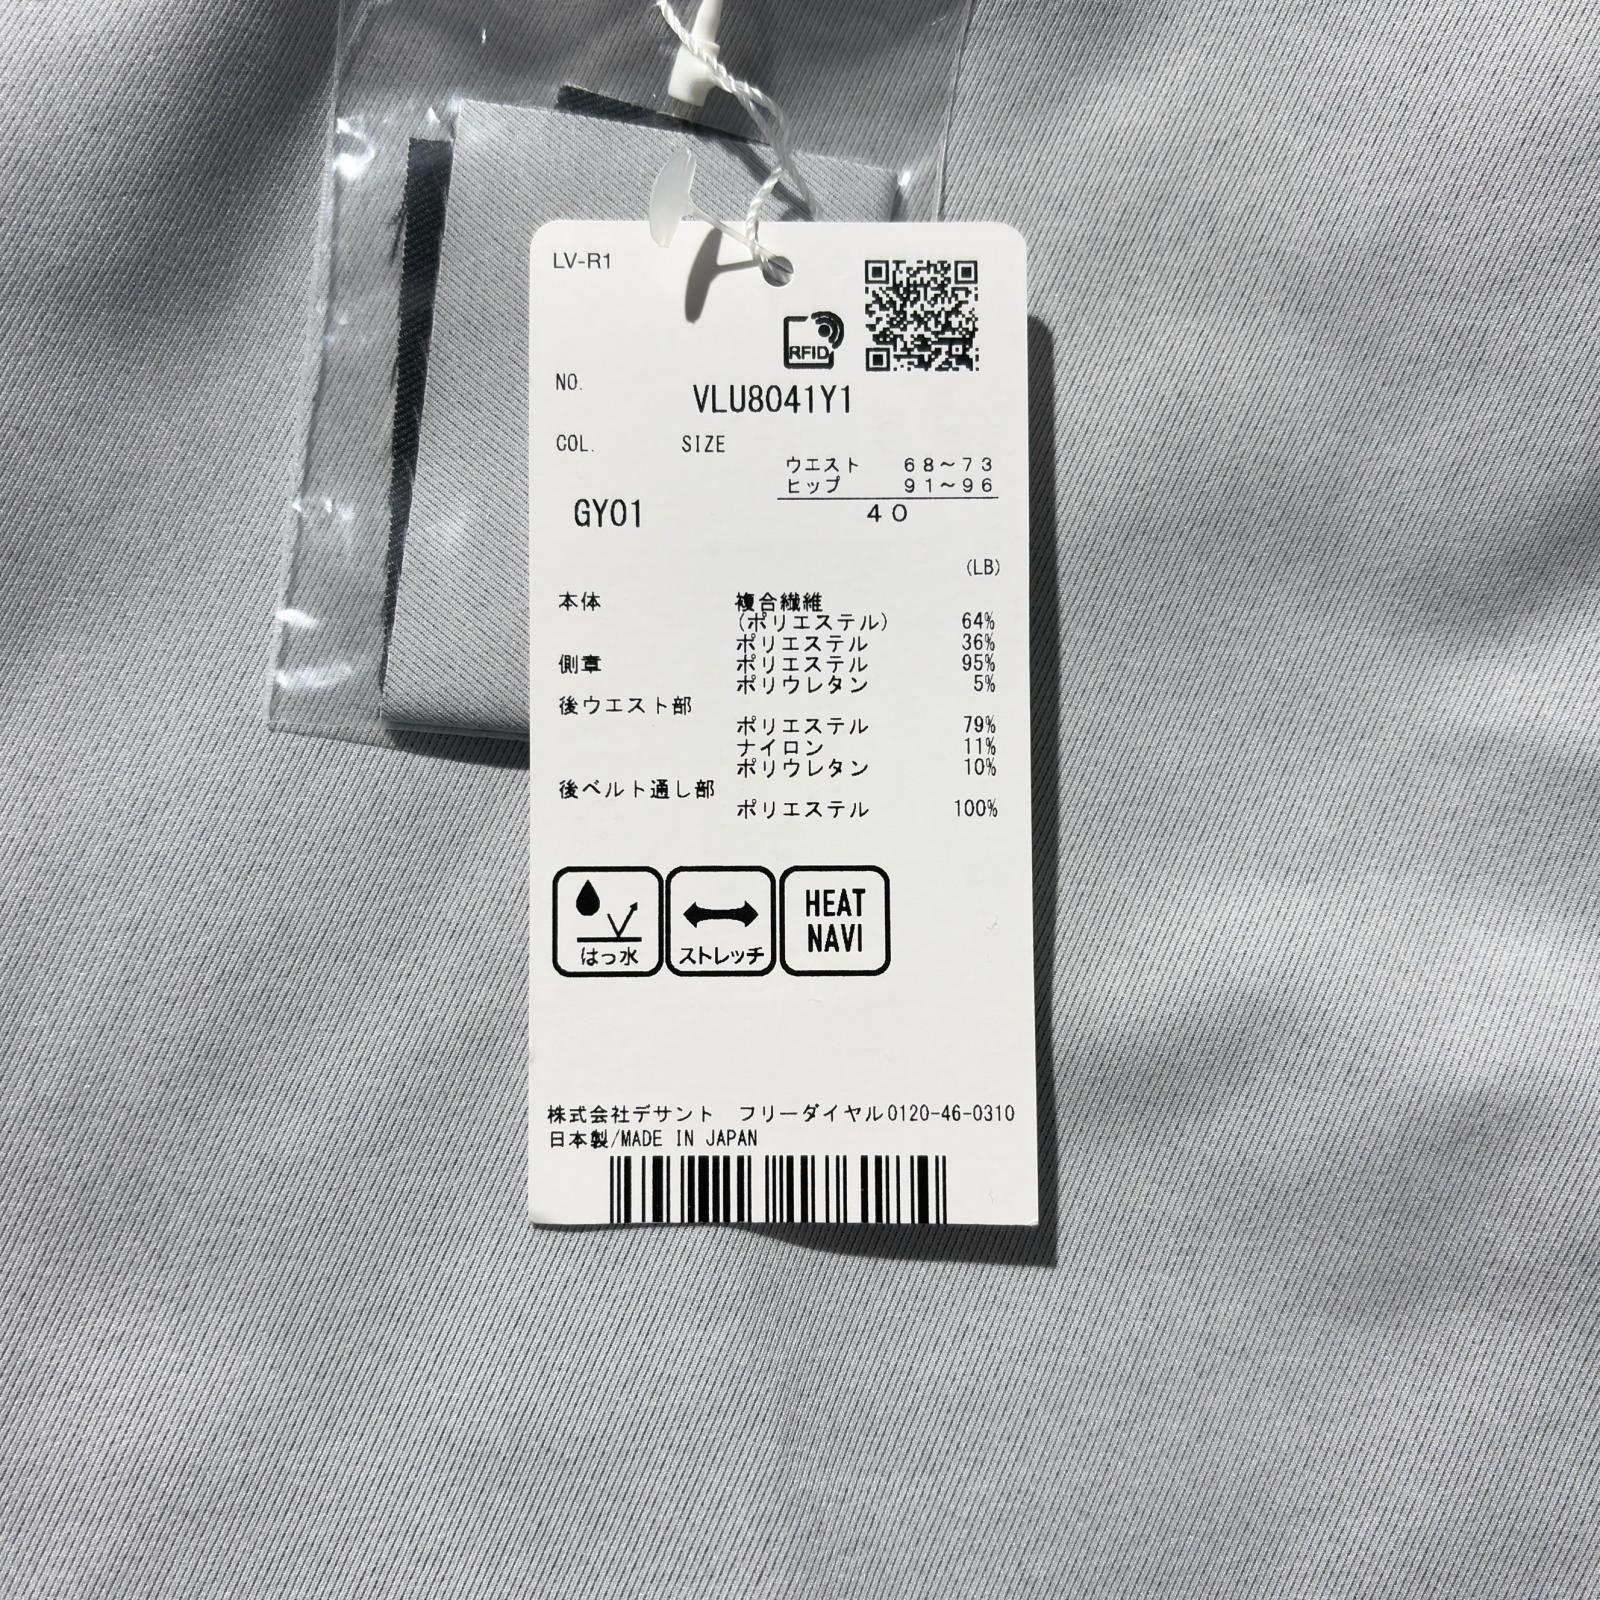 LV-R1
RFID
NO.
VLU8041Y1
COL. SIZE
ウエスト 68～73
ヒップ 91～96
GY01 40
(LB)
本体 複合繊維
(ポリエステル) 64%
ポリエステル 36%
側章 ポリエステル 95%
ポリウレタン 5%
後ウエスト部
ポリエステル 79%
ナイロン 11%
ポリウレタン 10%
後ベルト通し部
ポリエステル 100%
はっ水
ストレッチ
HEAT
NAVI
株式会社デサント フリーダイヤル0120-46-0310
日本製/MADE IN JAPAN